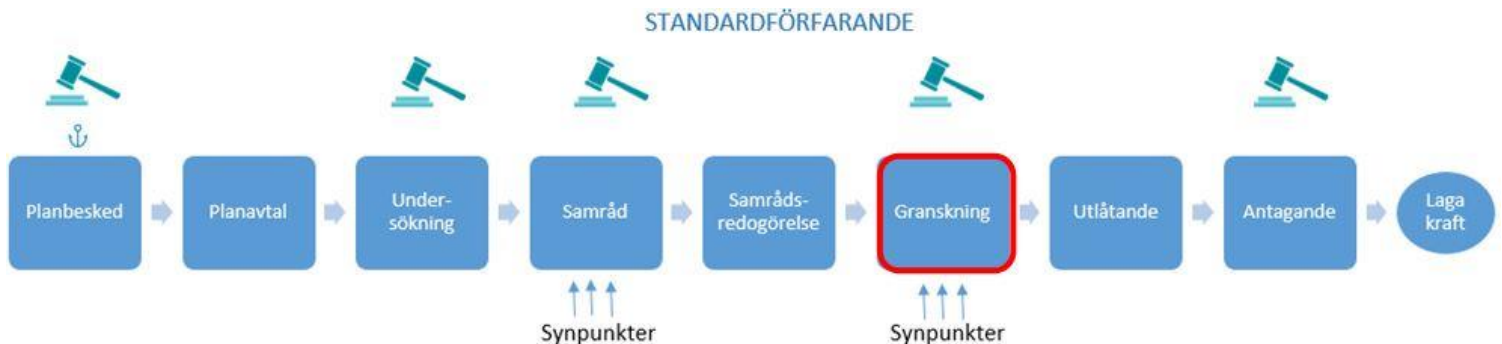 STANDARDFÖRFARANDE
Planbesked
Planavtal
Under-
sökning
Samråd
Samråds-
redogörelse
Granskning
Utlåtande
Antagande
Laga
kraft
Synpunkter
Synpunkter